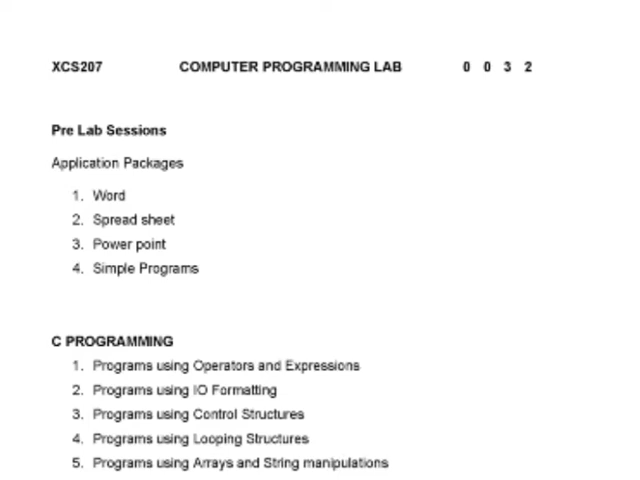 XCS207 COMPUTER PROGRAMMING LAB 0 0 3 2
Pre Lab Sessions
Application Packages
1. Word
2. Spread sheet
3. Power point
4. Simple Programs
C PROGRAMMING
1. Programs using Operators and Expressions
2. Programs using IO Formatting
3. Programs using Control Structures
4. Programs using Looping Structures
5. Programs using Arrays and String manipulations